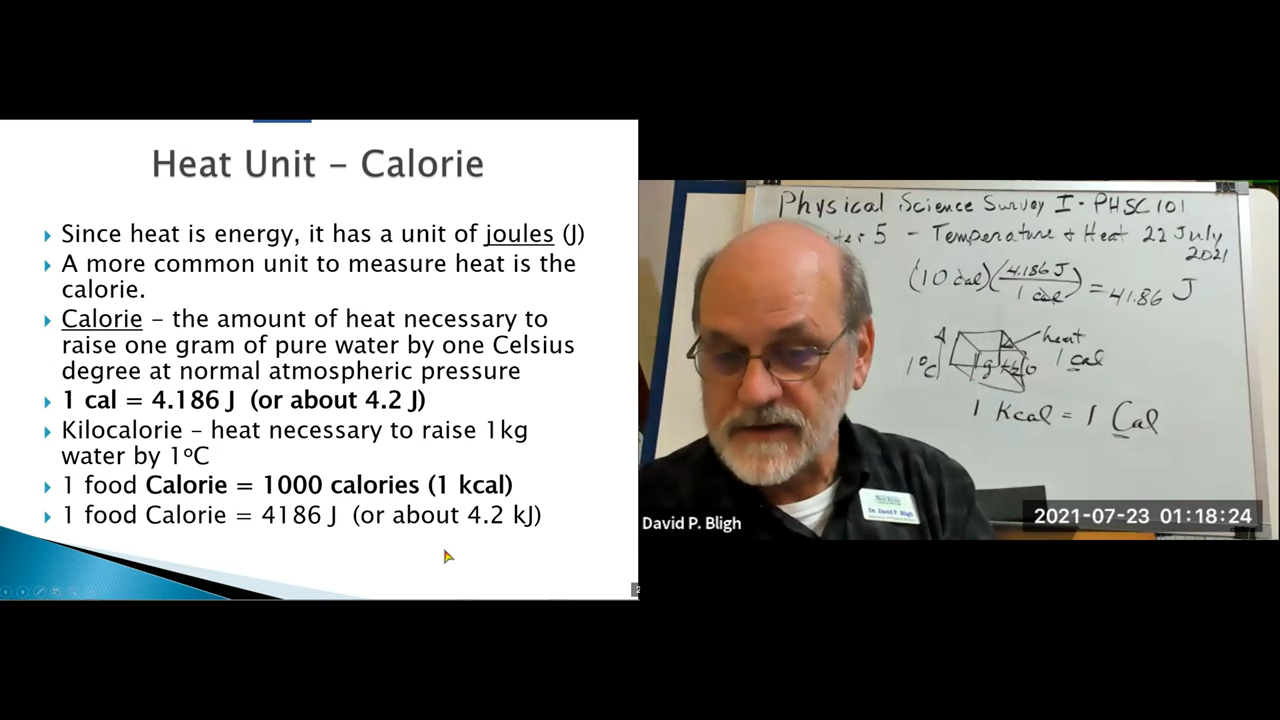 Heat Unit – Calorie
Since heat is energy, it has a unit of joules (J)
A more common unit to measure heat is the
calorie.
Calorie – the amount of heat necessary to
raise one gram of pure water by one Celsius
degree at normal atmospheric pressure
1 cal = 4.186 J (or about 4.2 J)
Kilocalorie – heat necessary to raise 1kg
water by 1ºC
1 food Calorie = 1000 calories (1 kcal)
1 food Calorie = 4186 J (or about 4.2 kJ)
Physical Science Survey I - PHSC 101
5 - Temperature + Heat 22 July
2021
(10 cal)(4.186 J / 1 cal) = 41.86 J
heat
1 ºC 1g H2O 1 cal
1 Kcal = 1 Cal
Dr. David P. Bligh
David P. Bligh
2021-07-23 01:18:24